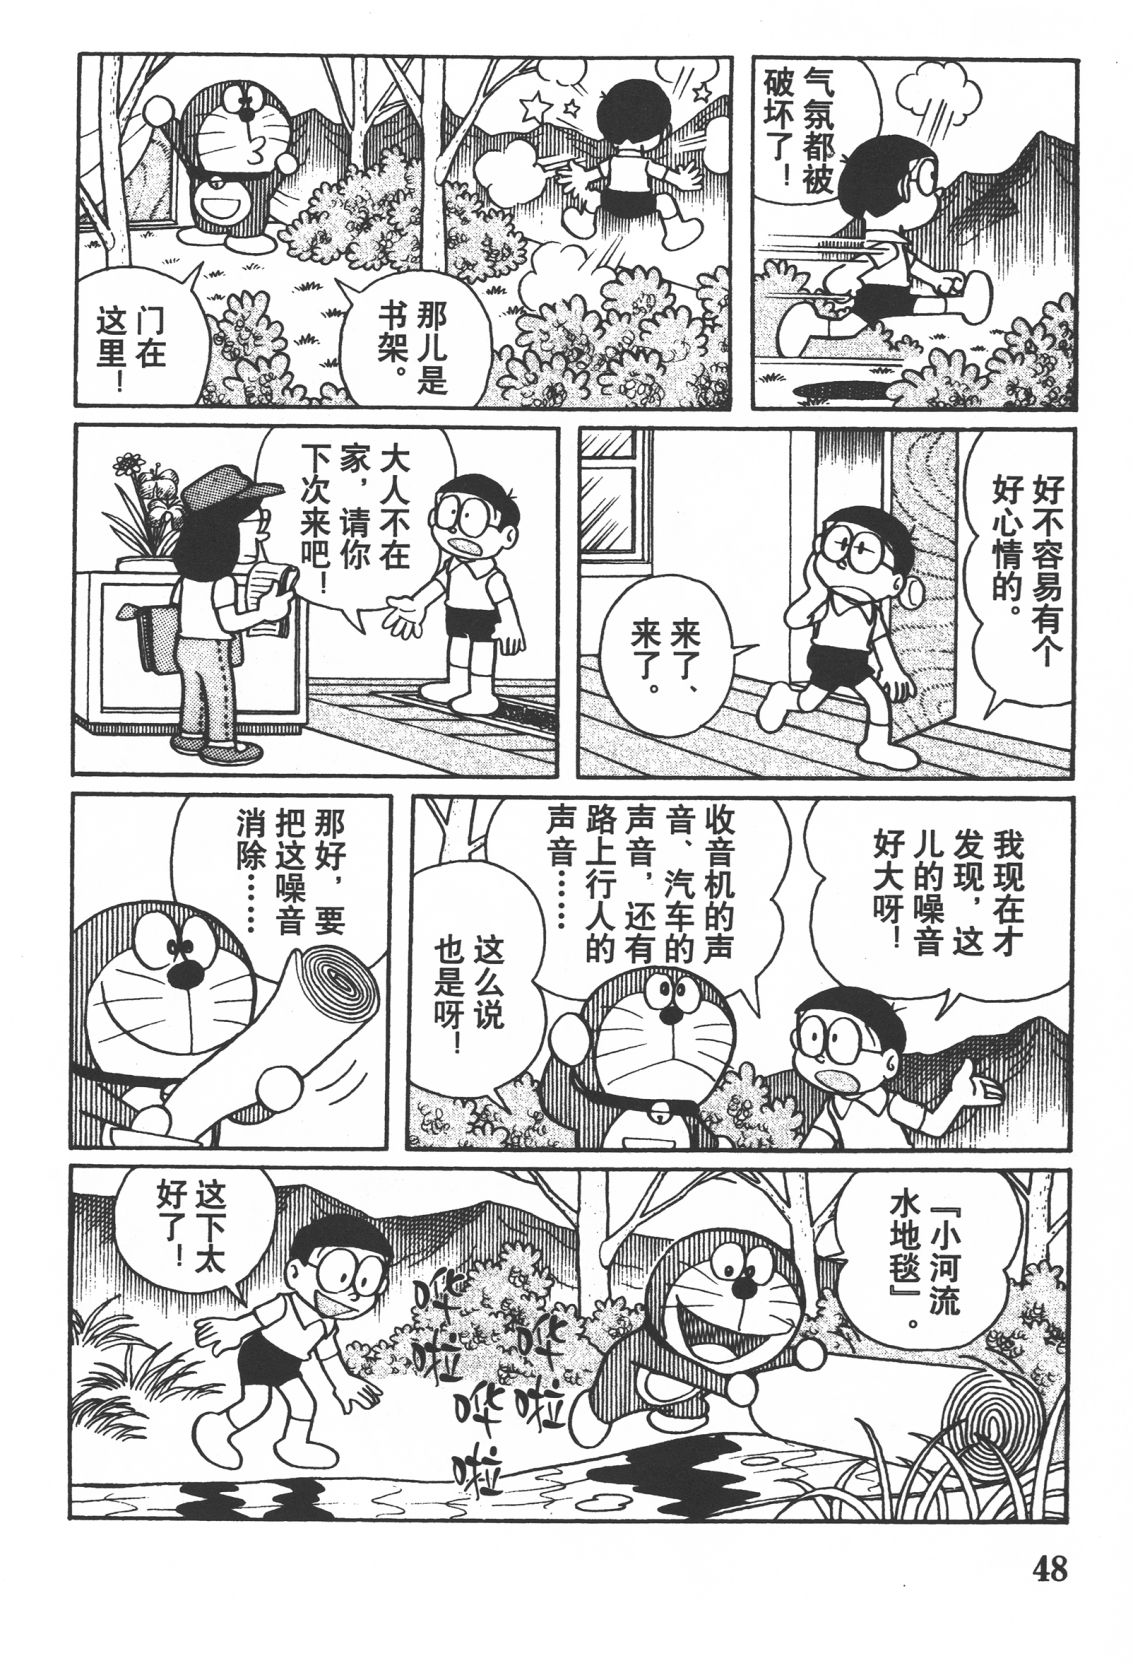 气氛都被
破坏了！
那儿是
书架。
门在
这里！
好不容易有个
好心情的。
来了、
来了。
大人不在
家，请你
下次来吧！
我现在才
发现，这
儿的噪音
好大呀！
收音机的声
音、汽车的
声音，还有
路上行人的
声音……
这么说
也是呀！
那好，要
把这噪音
消除……
『小河流
水地毯』。
这下太
好了！
哗啦
哗啦
哗啦
48